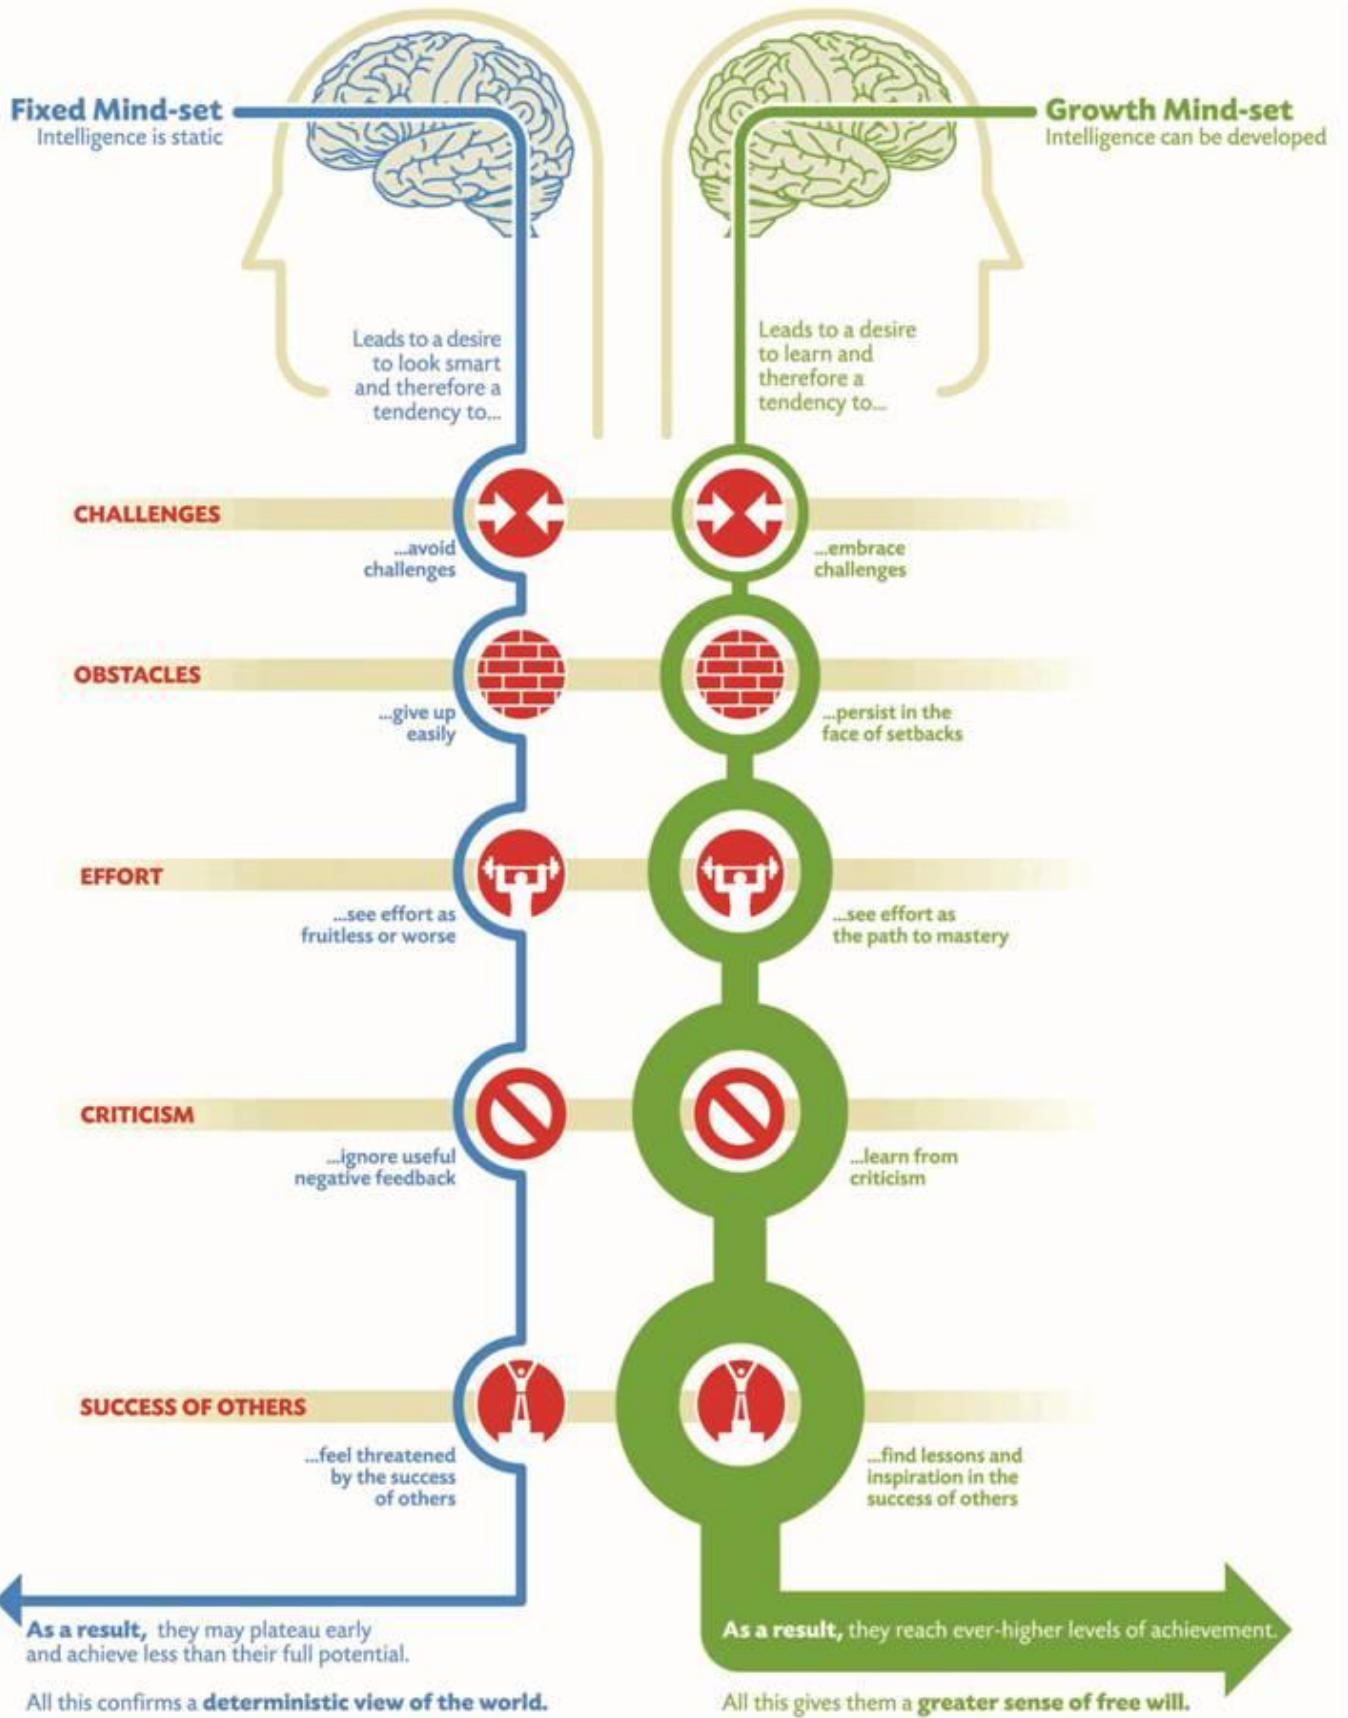 Fixed Mind-set
Intelligence is static
Growth Mind-set
Intelligence can be developed
Leads to a desire
to look smart
and therefore a
tendency to...
Leads to a desire
to learn and
therefore a
tendency to...
CHALLENGES
...avoid
challenges
...embrace
challenges
OBSTACLES
...give up
easily
...persist in the
face of setbacks
EFFORT
...see effort as
fruitless or worse
...see effort as
the path to mastery
CRITICISM
...ignore useful
negative feedback
...learn from
criticism
SUCCESS OF OTHERS
...feel threatened
by the success
of others
...find lessons and
inspiration in the
success of others
As a result, they may plateau early
and achieve less than their full potential.
All this confirms a deterministic view of the world.
As a result, they reach ever-higher levels of achievement.
All this gives them a greater sense of free will.